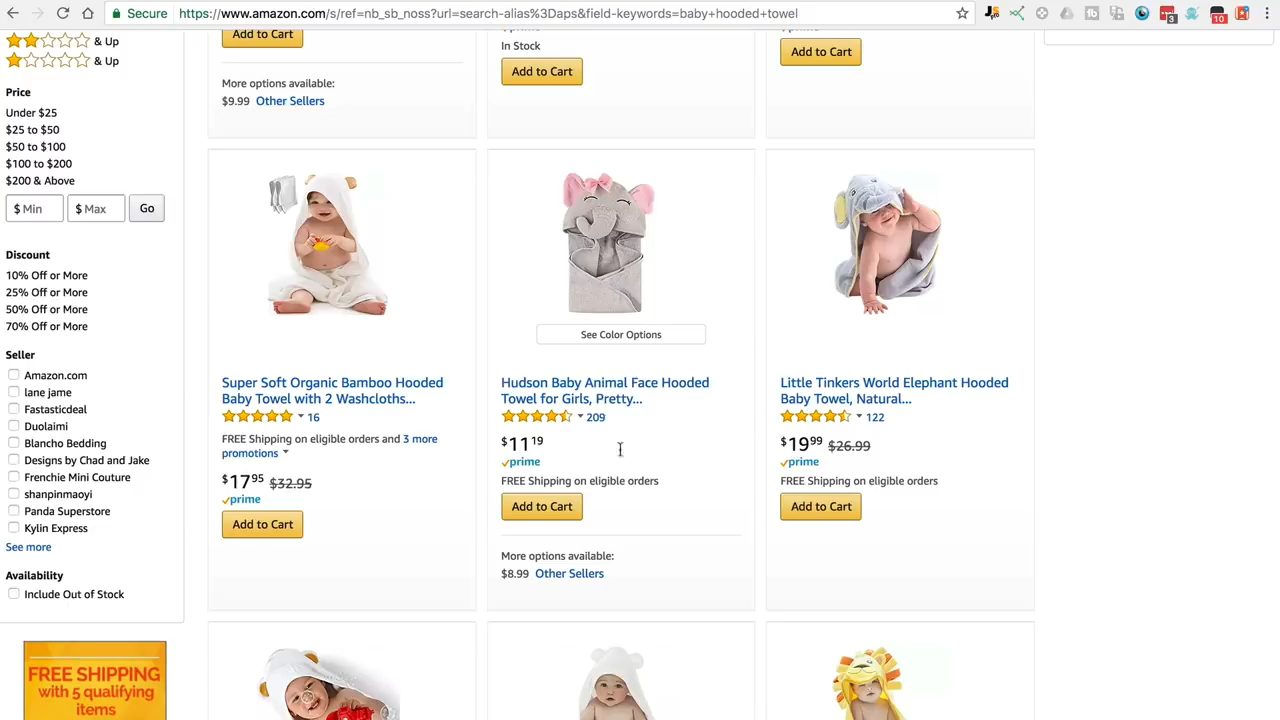 Secure
https://www.amazon.com/s/ref=nb_sb_noss?url=search-alias%3Daps&field-keywords=baby+hooded+towel
3
10
& Up
& Up
Price
Under $25
$25 to $50
$50 to $100
$100 to $200
$200 & Above
$ Min
$ Max
Go
Discount
10% Off or More
25% Off or More
50% Off or More
70% Off or More
Seller
Amazon.com
lane jame
Fastasticdeal
Duolaimi
Blancho Bedding
Designs by Chad and Jake
Frenchie Mini Couture
shanpinmaoyi
Panda Superstore
Kylin Express
See more
Availability
Include Out of Stock
FREE SHIPPING
with 5 qualifying
items
Add to Cart
More options available:
$9.99 Other Sellers
In Stock
Add to Cart
Add to Cart
Super Soft Organic Bamboo Hooded
Baby Towel with 2 Washcloths...
16
FREE Shipping on eligible orders and 3 more
promotions
$17 95 $32.95
prime
Add to Cart
See Color Options
Hudson Baby Animal Face Hooded
Towel for Girls, Pretty...
209
$11 19
prime
FREE Shipping on eligible orders
Add to Cart
More options available:
$8.99 Other Sellers
Little Tinkers World Elephant Hooded
Baby Towel, Natural...
122
$19 99 $26.99
prime
FREE Shipping on eligible orders
Add to Cart